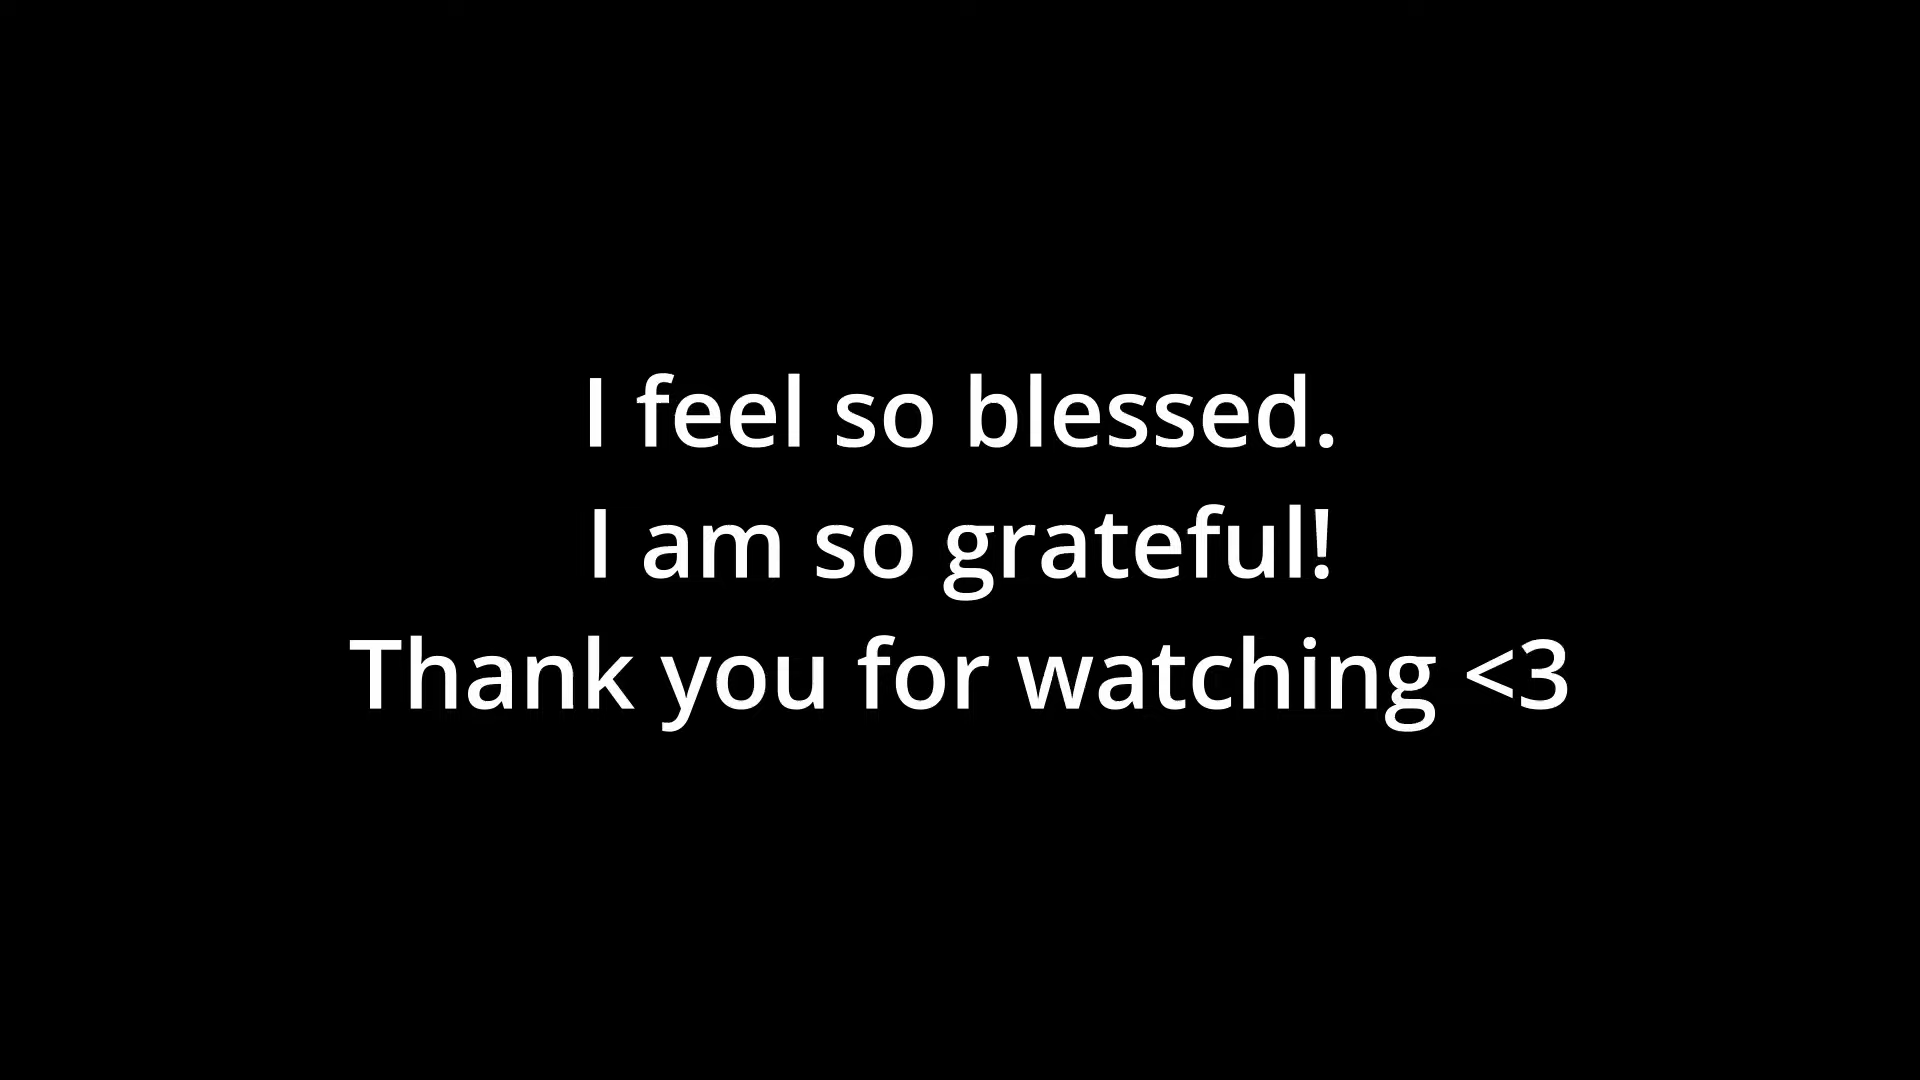 I feel so blessed.
I am so grateful!
Thank you for watching <3